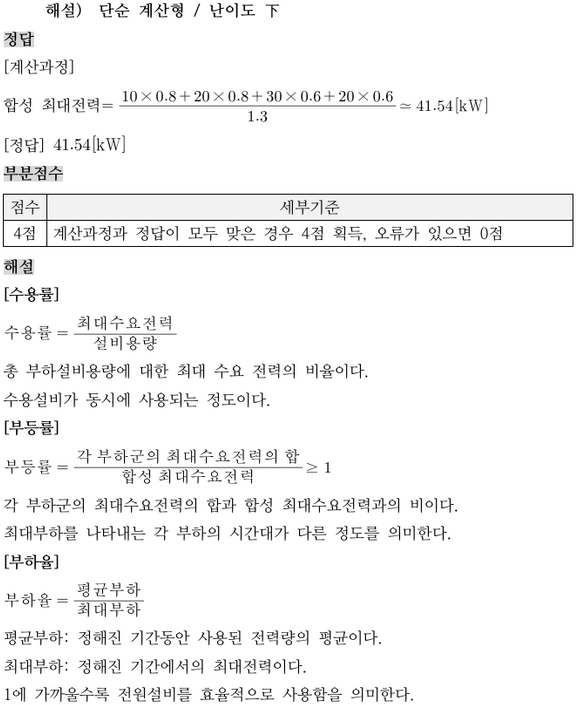 해설) 단순 계산형 / 난이도 下
정답
[계산과정]
합성 최대전력= \frac{10×0.8+20×0.8+30×0.6+20×0.6}{1.3} ≃ 41.54[kW]
[정답] 41.54[kW]
부분점수
점수 세부기준
4점 계산과정과 정답이 모두 맞은 경우 4점 획득, 오류가 있으면 0점
해설
[수용률]
수용률 = \frac{최대수요전력}{설비용량}
총 부하설비용량에 대한 최대 수요 전력의 비율이다.
수용설비가 동시에 사용되는 정도이다.
[부등률]
부등률 = \frac{각 부하군의 최대수요전력의 합}{합성 최대수요전력} ≥ 1
각 부하군의 최대수요전력의 합과 합성 최대수요전력과의 비이다.
최대부하를 나타내는 각 부하의 시간대가 다른 정도를 의미한다.
[부하율]
부하율 = \frac{평균부하}{최대부하}
평균부하: 정해진 기간동안 사용된 전력량의 평균이다.
최대부하: 정해진 기간에서의 최대전력이다.
1에 가까울수록 전원설비를 효율적으로 사용함을 의미한다.